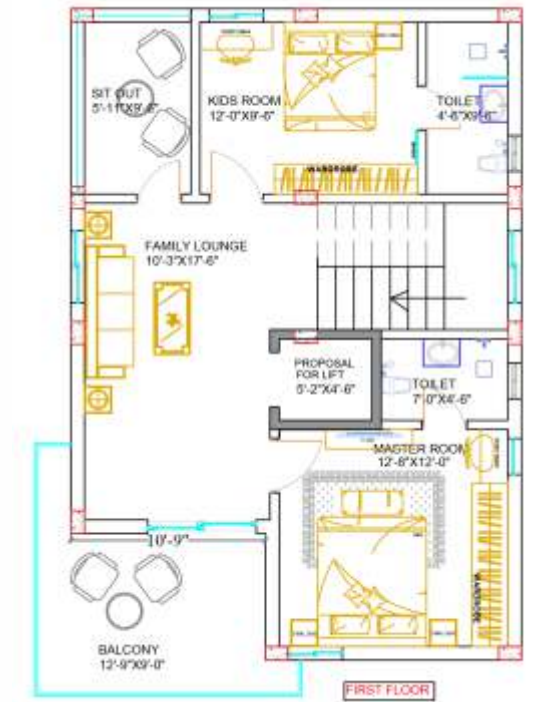 SIT OUT
5'-11"X9'-6"
KIDS ROOM
12'-0"X9'-6"
TOILET
4'-6"X9'-6"
WARDROBE
FAMILY LOUNGE
10'-3"X17'-6"
PROPOSAL
FOR LIFT
5'-2"X4'-6"
TOILET
7'-0"X4'-6"
MASTER ROOM
12'-8"X12'-0"
WARDROBE
10'-9"
BALCONY
12'-9"X9'-0"
FIRST FLOOR